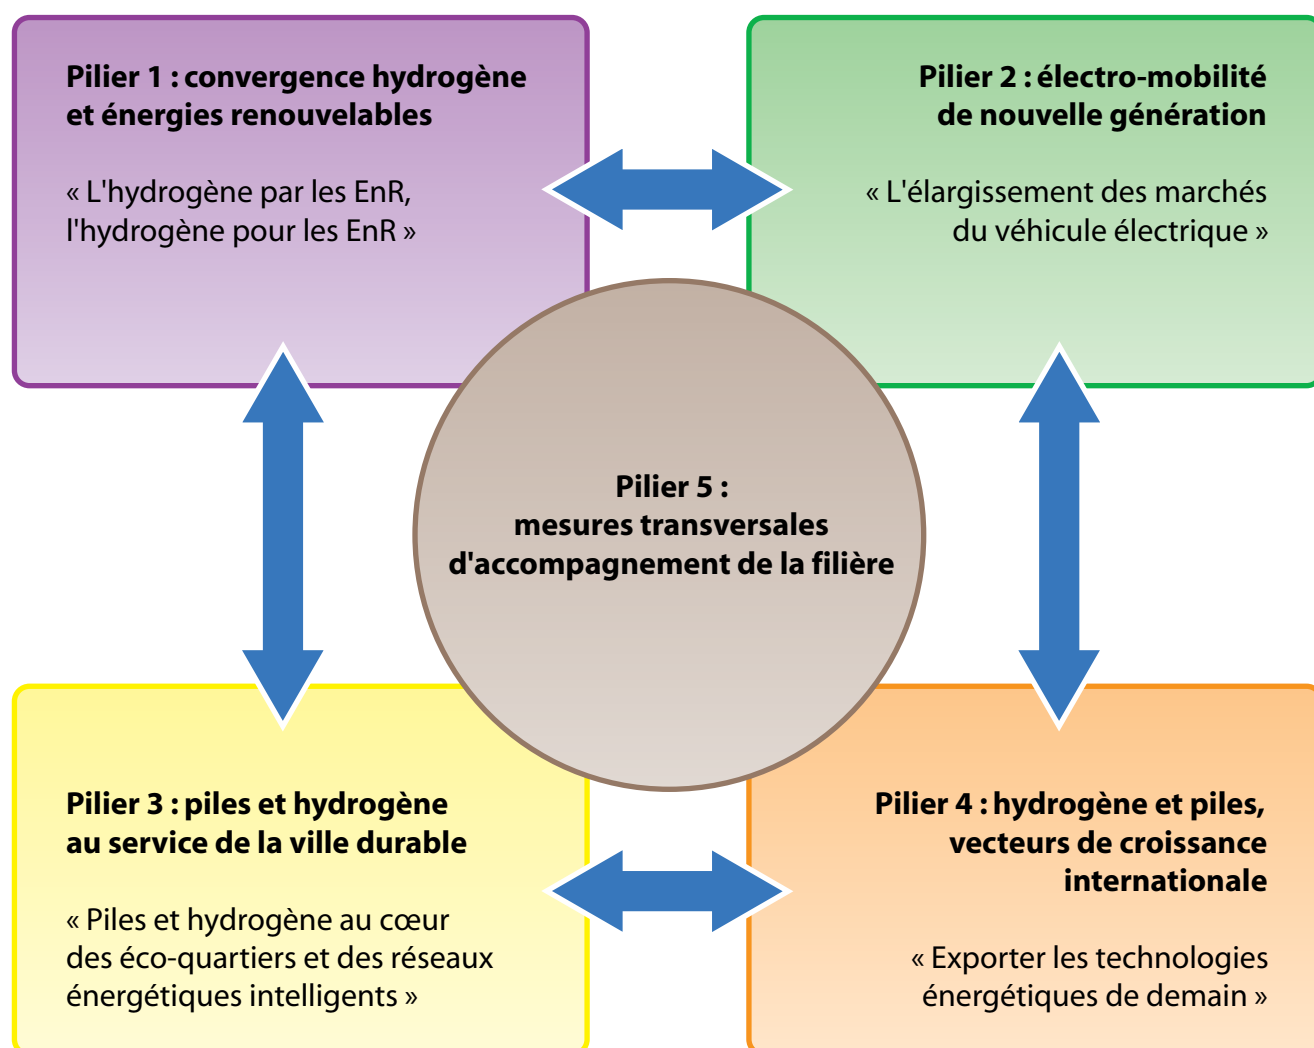 Pilier 1 : convergence hydrogène
et énergies renouvelables
« L'hydrogène par les EnR,
l'hydrogène pour les EnR »
Pilier 2 : électro-mobilité
de nouvelle génération
« L'élargissement des marchés
du véhicule électrique »
Pilier 5 :
mesures transversales
d'accompagnement de la filière
Pilier 3 : piles et hydrogène
au service de la ville durable
« Piles et hydrogène au cœur
des éco-quartiers et des réseaux
énergétiques intelligents »
Pilier 4 : hydrogène et piles,
vecteurs de croissance
internationale
« Exporter les technologies
énergétiques de demain »